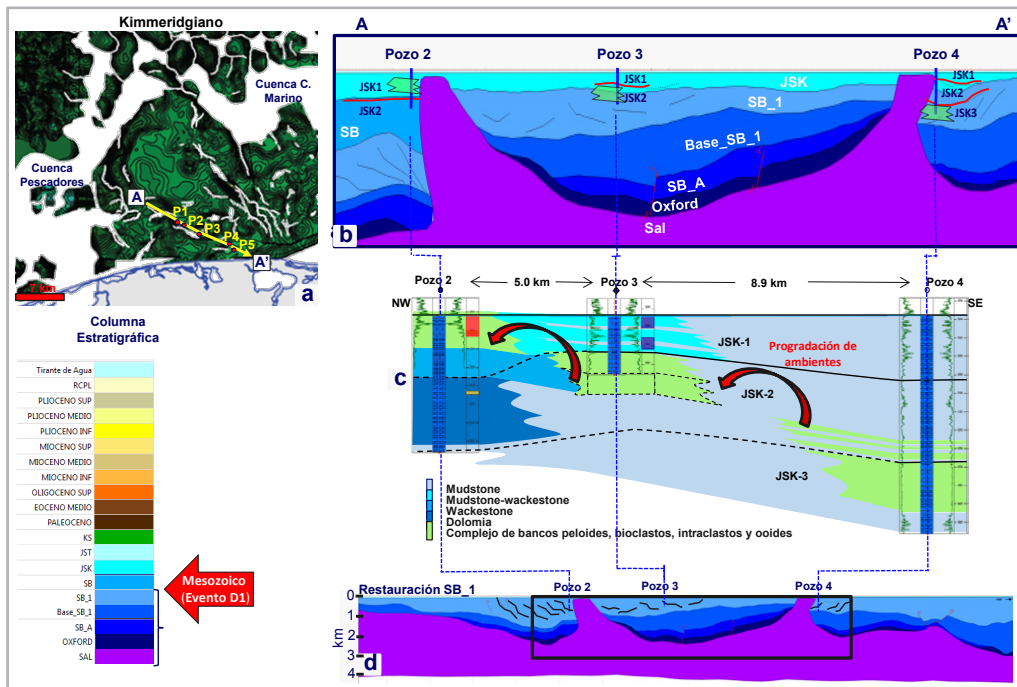 Kimmeridgiano
Cuenca C.
Marino
Cuenca
Pescadores
A
P1
P2
P3
P4
P5
A'
7 km
a
A
A'
Pozo 2
Pozo 3
Pozo 4
JSK1
JSK2
JSK1
JSK2
JSK
JSK1
JSK2
JSK3
SB
SB_1
Base_SB_1
SB_A
Oxford
Sal
b
Pozo 2
5.0 km
Pozo 3
8.9 km
Pozo 4
NW
SE
JSK-1
Progradación de
ambientes
c
JSK-2
JSK-3
Mudstone
Mudstone-wackestone
Wackestone
Dolomia
Complejo de bancos peloides, bioclastos, intraclastos y ooides
Columna
Estratigráfica
Tirante de Agua
RCPL
PLIOCENO SUP
PLIOCENO MEDIO
PLIOCENO INF
MIOCENO SUP
MIOCENO MEDIO
MIOCENO INF
OLIGOCENO SUP
EOCENO MEDIO
PALEOCENO
KS
JST
JSK
SB
SB_1
Base_SB_1
SB_A
OXFORD
SAL
Mesozoico
(Evento D1)
Restauración SB_1
Pozo 2
Pozo 3
Pozo 4
0
1
2
3
4
km
d